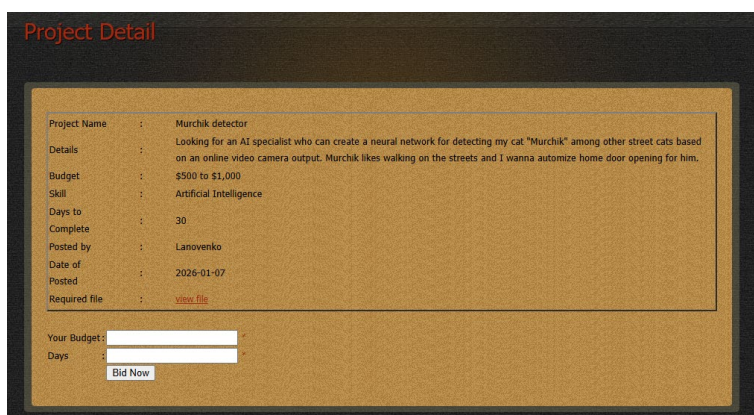 Project Detail
Project Name : Murchik detector
Details : Looking for an AI specialist who can create a neural network for detecting my cat "Murchik" among other street cats based
on an online video camera output. Murchik likes walking on the streets and I wanna automize home door opening for him.
Budget : $500 to $1,000
Skill : Artificial Intelligence
Days to
Complete : 30
Posted by : Lanovenko
Date of
Posted : 2026-01-07
Required file : view file
Your Budget : *
Days : *
Bid Now